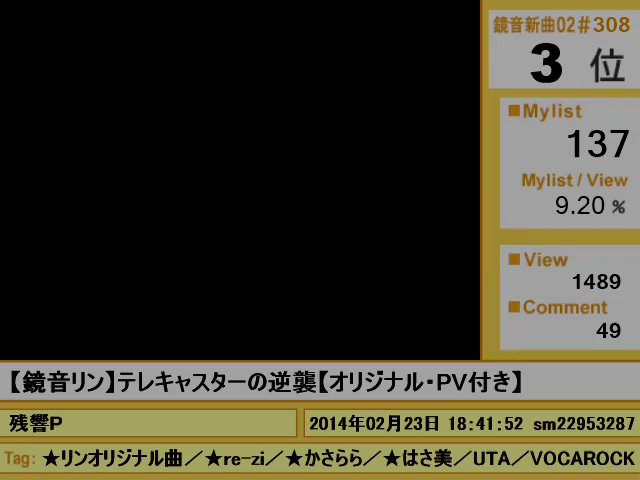 鏡音新曲02＃308
3 位
■Mylist
137
Mylist / View
9.20 %
■View
1489
■Comment
49
【鏡音リン】テレキャスターの逆襲【オリジナル・PV付き】
残響P
2014年02月23日 18:41:52 sm22953287
Tag: ★リンオリジナル曲／★re-zi／★かさらら／★はさ美／UTA／VOCAROCK